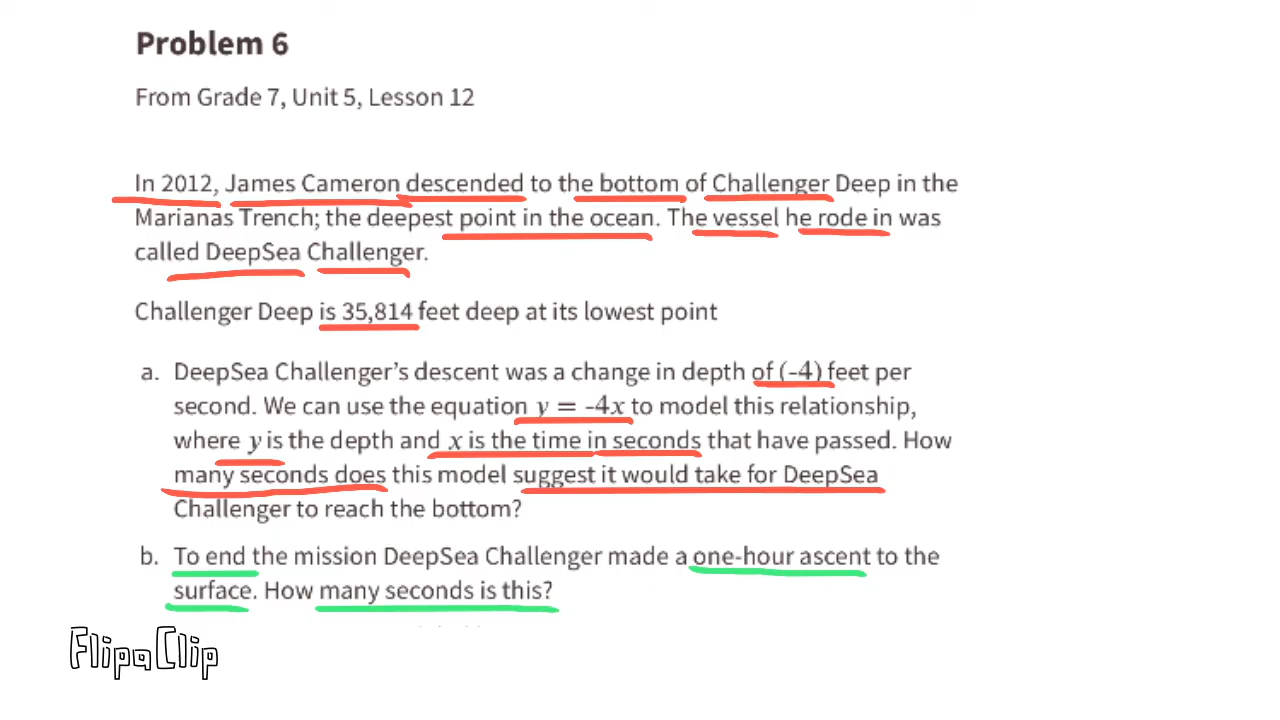 Problem 6
From Grade 7, Unit 5, Lesson 12
In 2012, James Cameron descended to the bottom of Challenger Deep in the
Marianas Trench; the deepest point in the ocean. The vessel he rode in was
called DeepSea Challenger.
Challenger Deep is 35,814 feet deep at its lowest point
a. DeepSea Challenger’s descent was a change in depth of (-4) feet per
second. We can use the equation y = -4x to model this relationship,
where y is the depth and x is the time in seconds that have passed. How
many seconds does this model suggest it would take for DeepSea
Challenger to reach the bottom?
b. To end the mission DeepSea Challenger made a one-hour ascent to the
surface. How many seconds is this?
FlipaClip